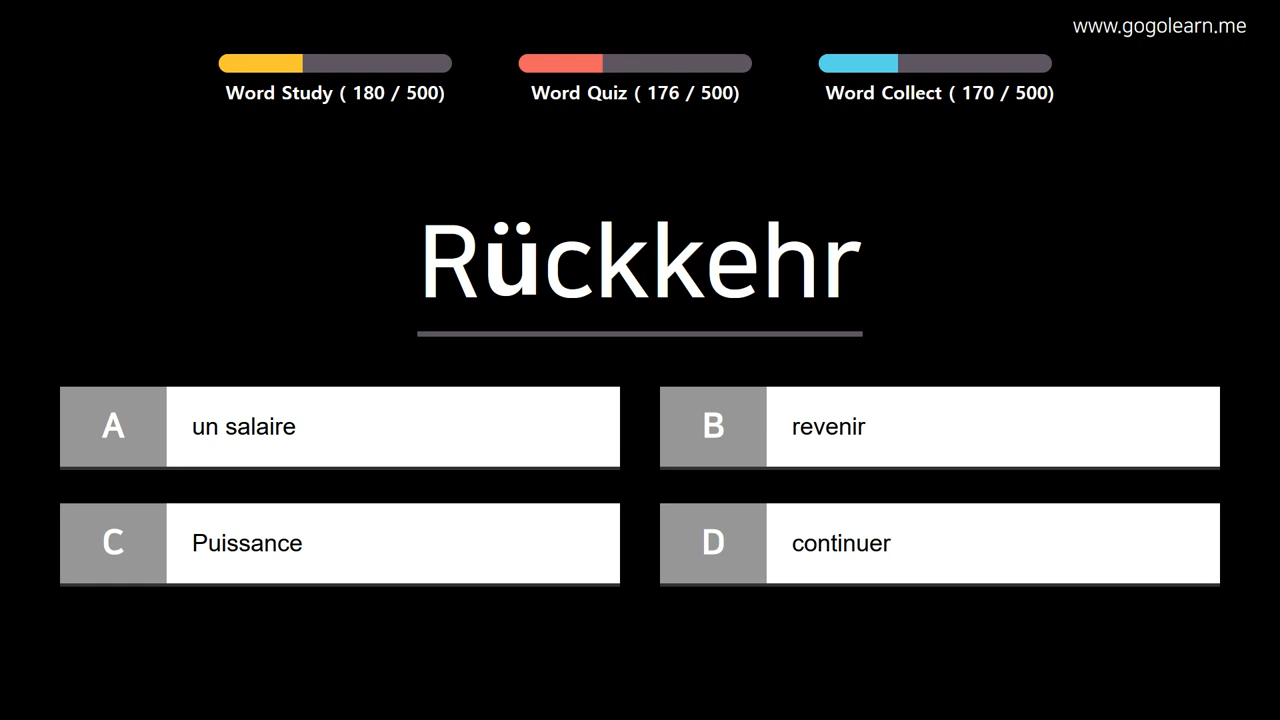 www.gogolearn.me
Word Study ( 180 / 500)
Word Quiz ( 176 / 500)
Word Collect ( 170 / 500)
Rückkehr
A
un salaire
B
revenir
C
Puissance
D
continuer